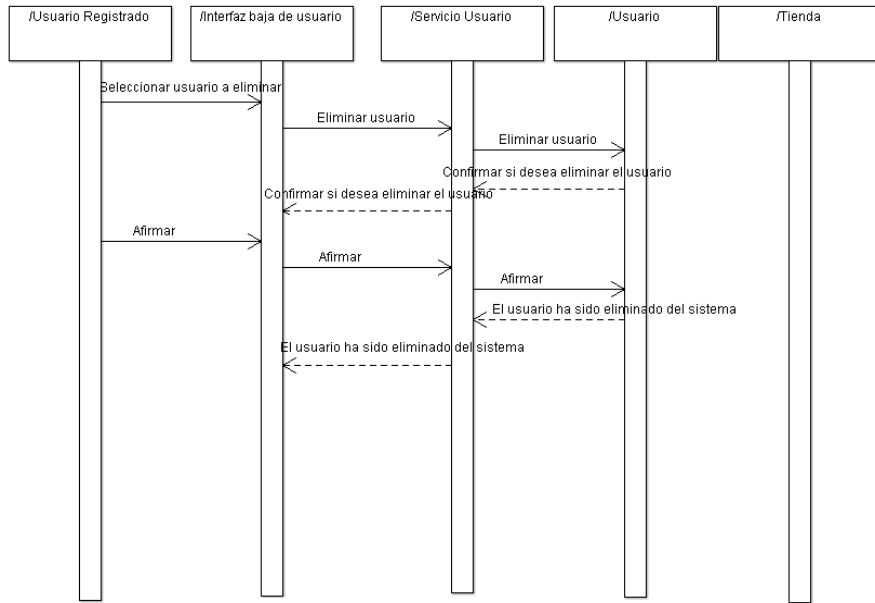 /Usuario Registrado
/Interfaz baja de usuario
/Servicio Usuario
/Usuario
/Tienda
Seleccionar usuario a eliminar
Eliminar usuario
Eliminar usuario
Confirmar si desea eliminar el usuario
Confirmar si desea eliminar el usuario
Afirmar
Afirmar
Afirmar
El usuario ha sido eliminado del sistema
El usuario ha sido eliminado del sistema